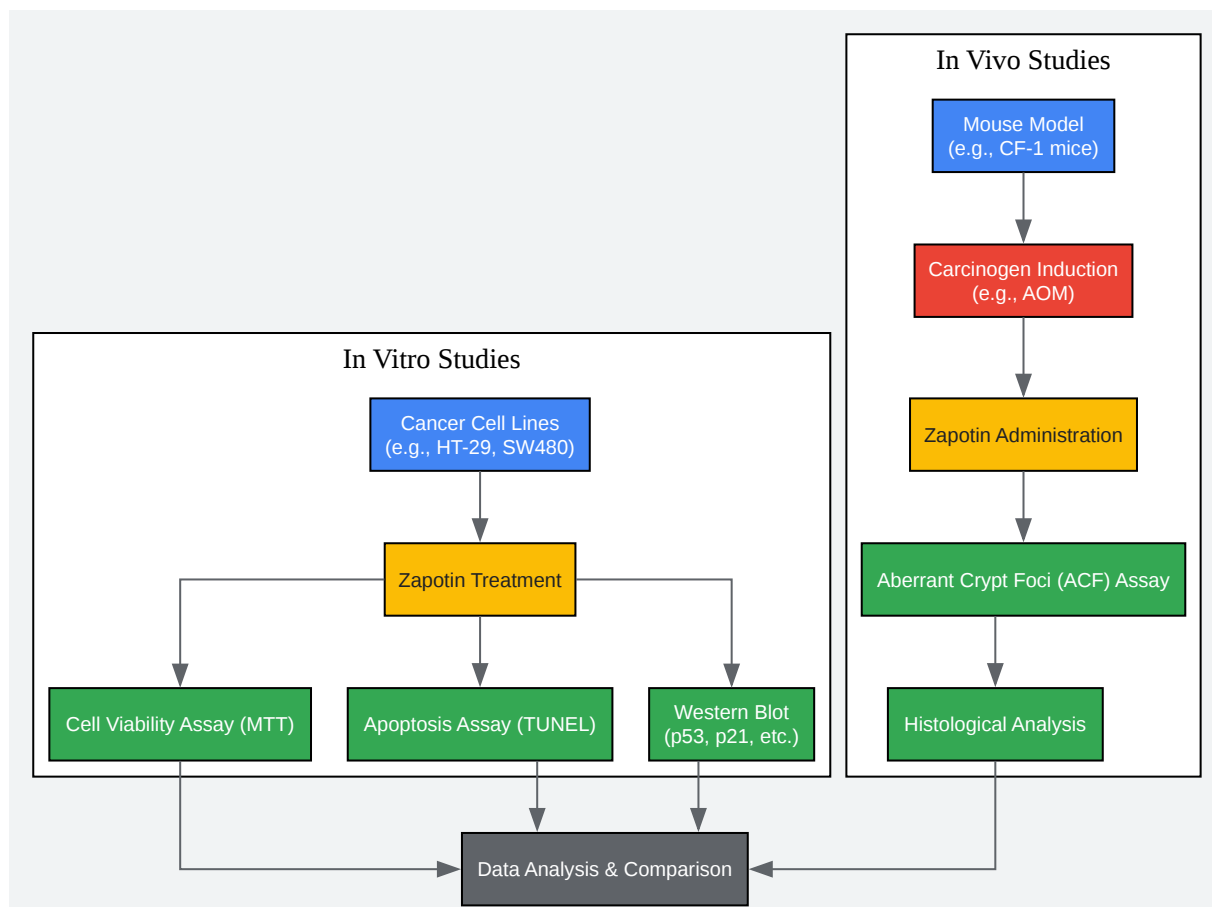 In Vivo Studies
Mouse Model
(e.g., CF-1 mice)
Carcinogen Induction
(e.g., AOM)
Zapotin Administration
Aberrant Crypt Foci (ACF) Assay
Histological Analysis
In Vitro Studies
Cancer Cell Lines
(e.g., HT-29, SW480)
Zapotin Treatment
Cell Viability Assay (MTT)
Apoptosis Assay (TUNEL)
Western Blot
(p53, p21, etc.)
Data Analysis & Comparison